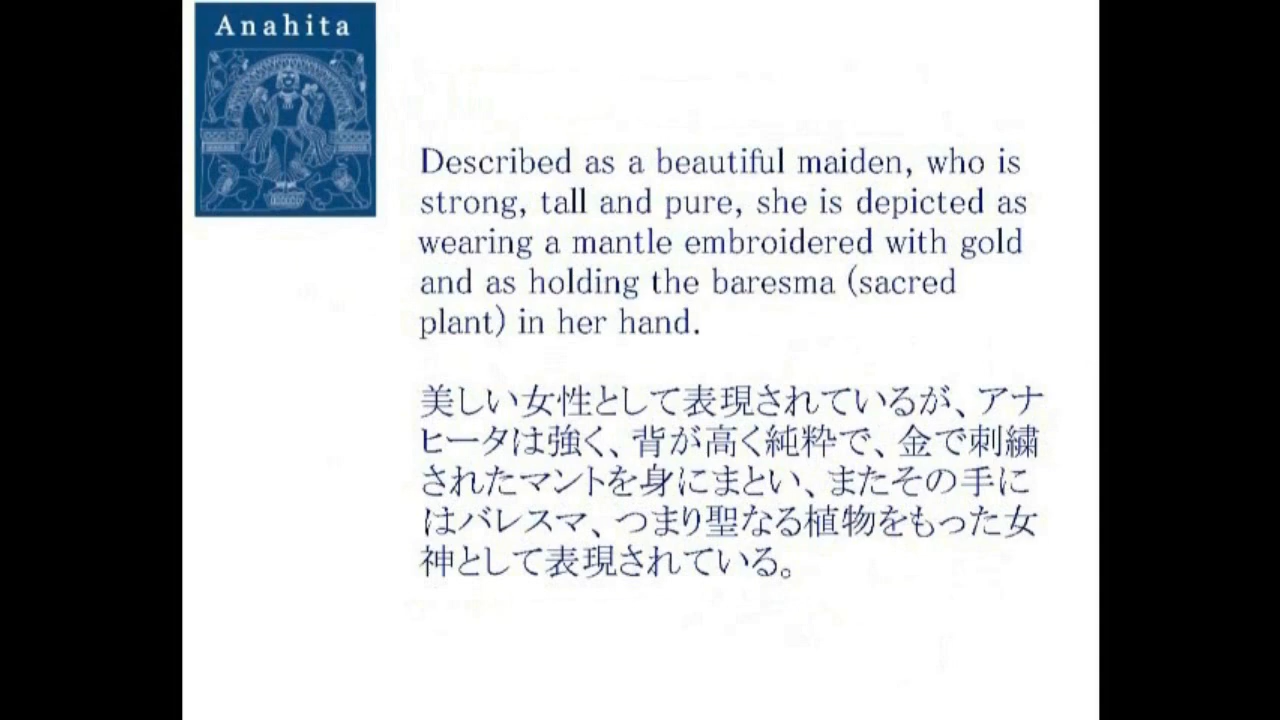 Anahita
Described as a beautiful maiden, who is
strong, tall and pure, she is depicted as
wearing a mantle embroidered with gold
and as holding the baresma (sacred
plant) in her hand.
美しい女性として表現されているが、アナ
ヒータは強く、背が高く純粋で、金で刺繍
されたマントを身にまとい、またその手に
はバレスマ、つまり聖なる植物をもった女
神として表現されている。